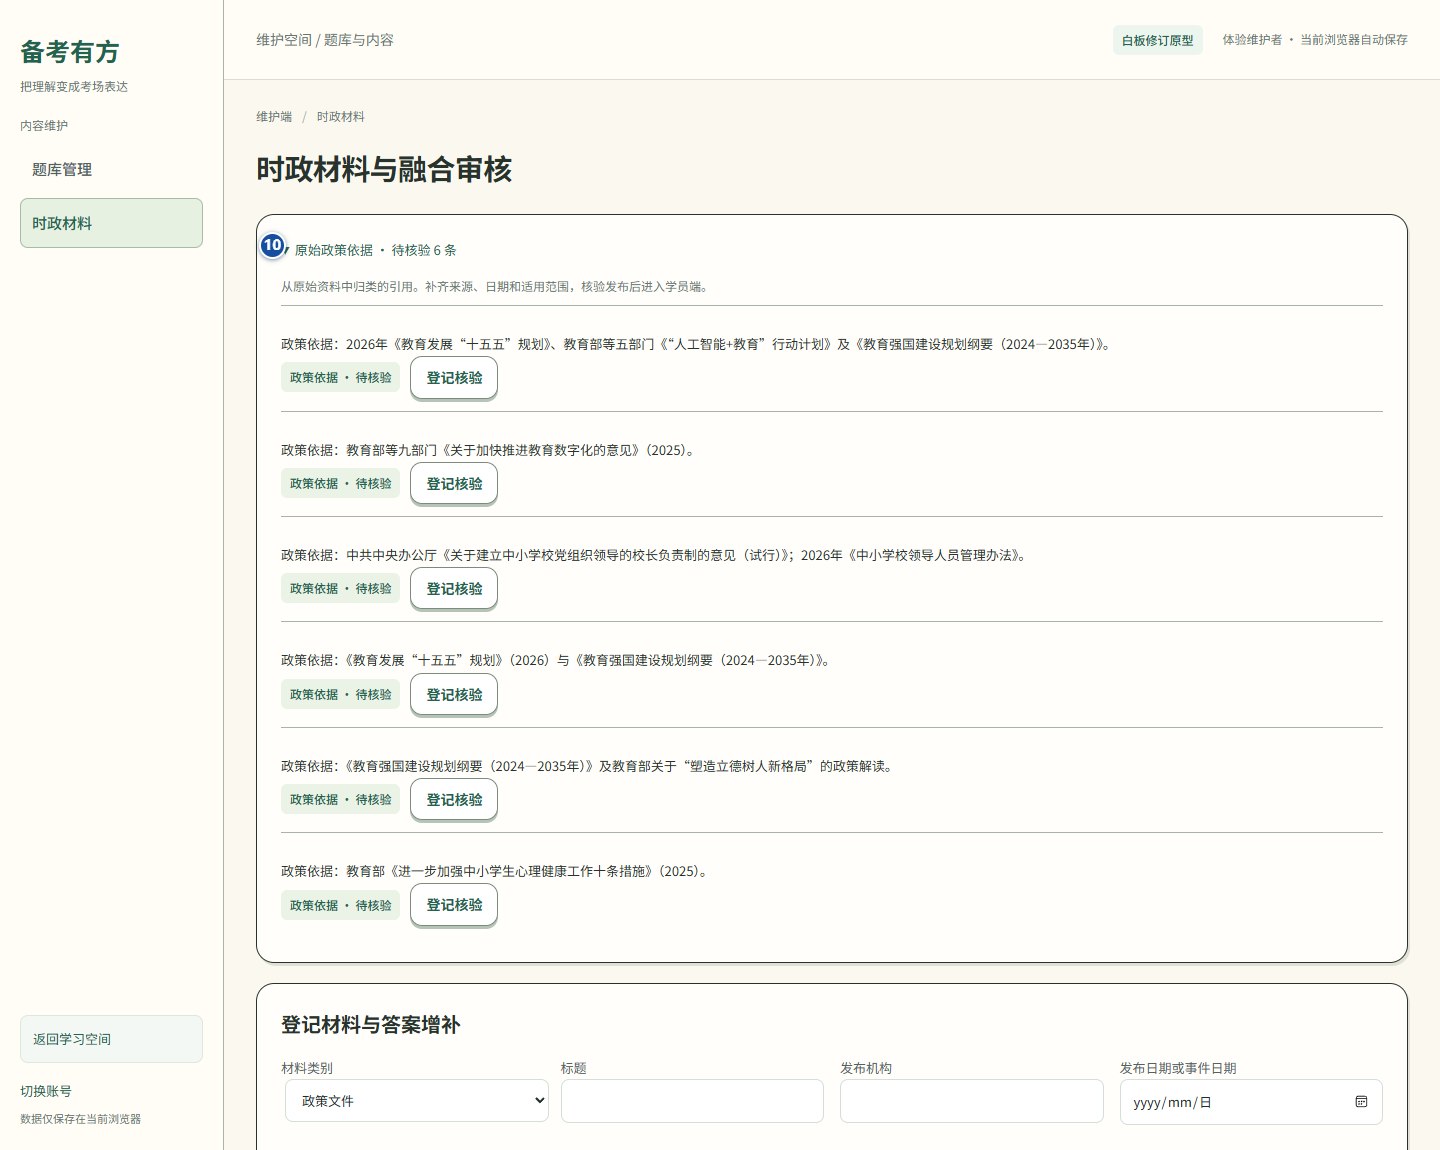 备考有方
把理解变成考场表达
内容维护
题库管理
时政材料
返回学习空间
切换账号
数据仅保存在当前浏览器
维护空间 / 题库与内容
白板修订原型
体验维护者 · 当前浏览器自动保存
维护端 / 时政材料
时政材料与融合审核
10
原始政策依据 · 待核验 6 条
从原始资料中归类的引用。补齐来源、日期和适用范围，核验发布后进入学员端。
政策依据：2026年《教育发展“十五五”规划》、教育部等五部门《“人工智能+教育”行动计划》及《教育强国建设规划纲要（2024—2035年）》。
政策依据 · 待核验 登记核验
政策依据：教育部等九部门《关于加快推进教育数字化的意见》（2025）。
政策依据 · 待核验 登记核验
政策依据：中共中央办公厅《关于建立中小学校党组织领导的校长负责制的意见（试行）》；2026年《中小学校领导人员管理办法》。
政策依据 · 待核验 登记核验
政策依据：《教育发展“十五五”规划》（2026）与《教育强国建设规划纲要（2024—2035年）》。
政策依据 · 待核验 登记核验
政策依据：《教育强国建设规划纲要（2024—2035年）》及教育部关于“塑造立德树人新格局”的政策解读。
政策依据 · 待核验 登记核验
政策依据：教育部《进一步加强中小学生心理健康工作十条措施》（2025）。
政策依据 · 待核验 登记核验
登记材料与答案增补
材料类别 标题 发布机构 发布日期或事件日期
政策文件 yyyy/mm/日